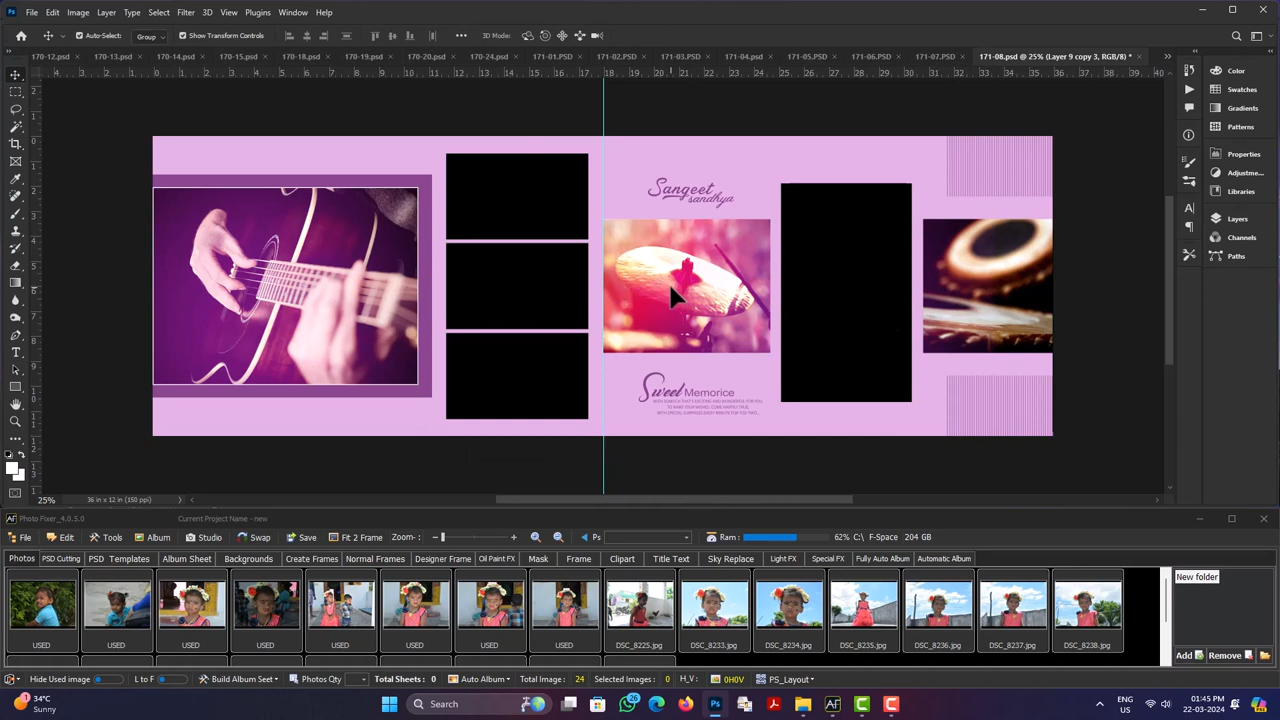 File Edit Image Layer Type Select Filter 3D View Plugins Window Help
Auto-Select: Group Show Transform Controls 3D Mode:
170-12.psd 170-13.psd 170-14.psd 170-15.psd 170-18.psd 170-19.psd 170-20.psd 170-24.psd 171-01.PSD 171-02.PSD 171-03.PSD 171-04.psd 171-05.PSD 171-06.PSD 171-07.PSD 171-08.psd @ 25% (Layer 9 copy 3, RGB/8) *
Color
Swatches
Gradients
Patterns
Properties
Adjustme...
Libraries
Layers
Channels
Paths
Sangeet
sandhya
Sweet Memorice
25% 36 in x 12 in (150 ppi)
AF Photo Fixer_4.0.5.0 Current Project Name - new
File Edit Tools Album Studio Swap Save Fit 2 Frame Zoom- Ps Ram : 62% C:\ F-Space 204 GB
Photos PSD Cutting PSD Templates Album Sheet Backgrounds Create Frames Normal Frames Designer Frame Oil Paint FX Mask Frame Clipart Title Text Sky Replace Light FX Special FX Fully Auto Album Automatic Album
New folder
USED USED USED USED USED USED USED USED DSC_8225.jpg DSC_8233.jpg DSC_8234.jpg DSC_8235.jpg DSC_8236.jpg DSC_8237.jpg DSC_8238.jpg
Add Remove
Hide Used image L to F Build Album Seet Photos Qty Total Sheets: 0 Auto Album Total Image: 24 Selected Images: 0 H_V: 0H0V PS_Layout
34°C
Sunny
Search
26
ENG
US
01:45 PM
22-03-2024